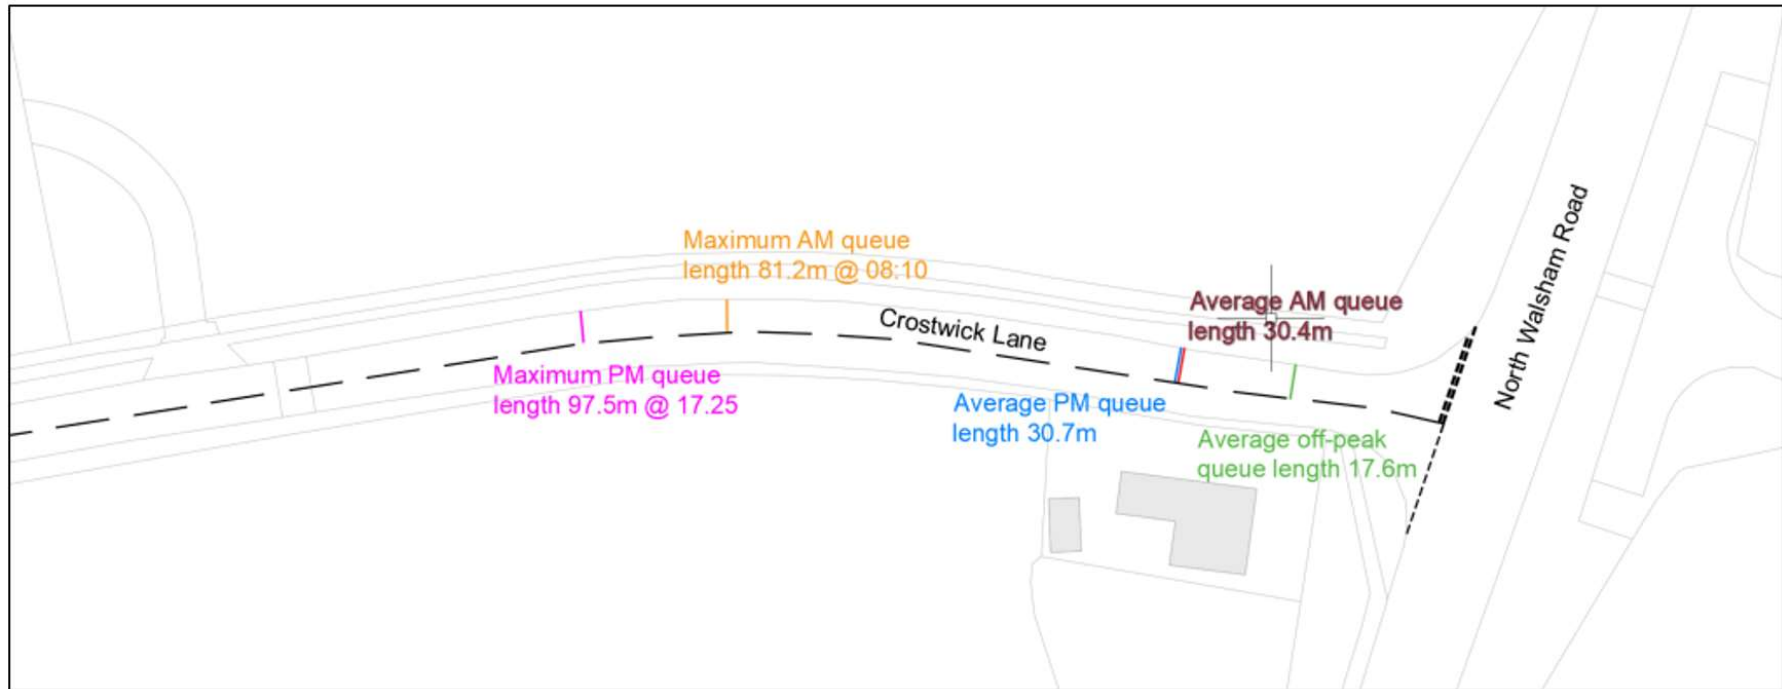 Maximum AM queue
length 81.2m @ 08:10
Crostwick Lane
Average AM queue
length 30.4m
North Walsham Road
Maximum PM queue
length 97.5m @ 17.25
Average PM queue
length 30.7m
Average off-peak
queue length 17.6m